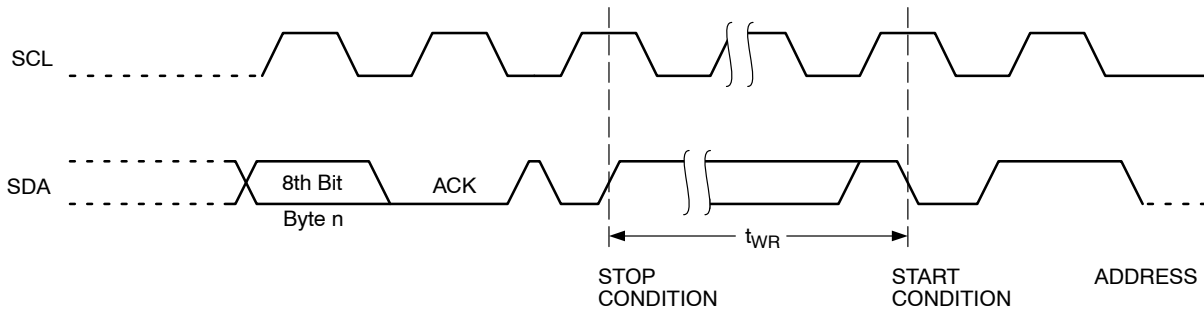 SCL
SDA
8th Bit
ACK
Byte n
tWR
STOP
CONDITION
START
CONDITION
ADDRESS